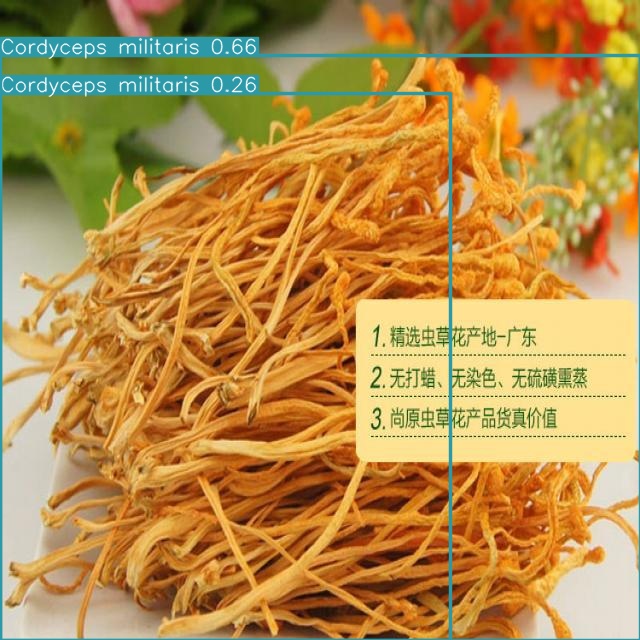 Cordyceps militaris 0.66
Cordyceps militaris 0.26
1. 精选虫草花产地-广东
2. 无打蜡、无染色、无硫磺熏蒸
3. 尚原虫草花产品货真价值